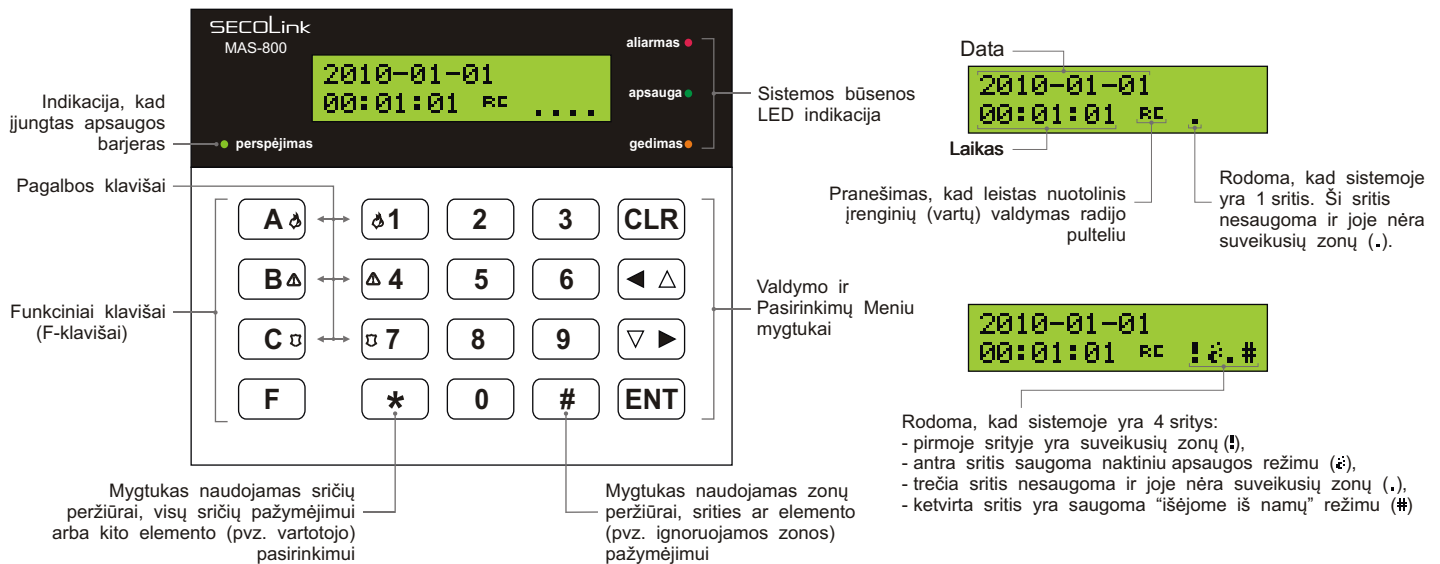 SECOLink
MAS-800
2010-01-01
00:01:01 RC ....
aliarmas
apsauga
gedimas
perspėjimas
Indikacija, kad
įjungtas apsaugos
barjeras
Pagalbos klavišai
Funkciniai klavišai
(F-klavišai)
A 1 2 3 CLR
B 4 5 6 ◀ △
C 7 8 9 ▽ ▶
F * 0 # ENT
Sistemos būsenos
LED indikacija
Valdymo ir
Pasirinkimų Meniu
mygtukai
Mygtukas naudojamas sričių
peržiūrai, visų sričių pažymėjimui
arba kito elemento (pvz. vartotojo)
pasirinkimui
Mygtukas naudojamas zonų
peržiūrai, srities ar elemento
(pvz. ignoruojamos zonos)
pažymėjimui
Data
2010-01-01
00:01:01 RC .
Laikas
Pranešimas, kad leistas nuotolinis
įrenginių (vartų) valdymas radijo
pulteliu
Rodoma, kad sistemoje
yra 1 sritis. Ši sritis
nesaugoma ir joje nėra
suveikusių zonų (.).
2010-01-01
00:01:01 RC ! .#
Rodoma, kad sistemoje yra 4 sritys:
- pirmoje srityje yra suveikusių zonų (!),
- antra sritis saugoma naktiniu apsaugos režimu ( ),
- trečia sritis nesaugoma ir joje nėra suveikusių zonų (.),
- ketvirta sritis yra saugoma “išėjome iš namų” režimu (#)